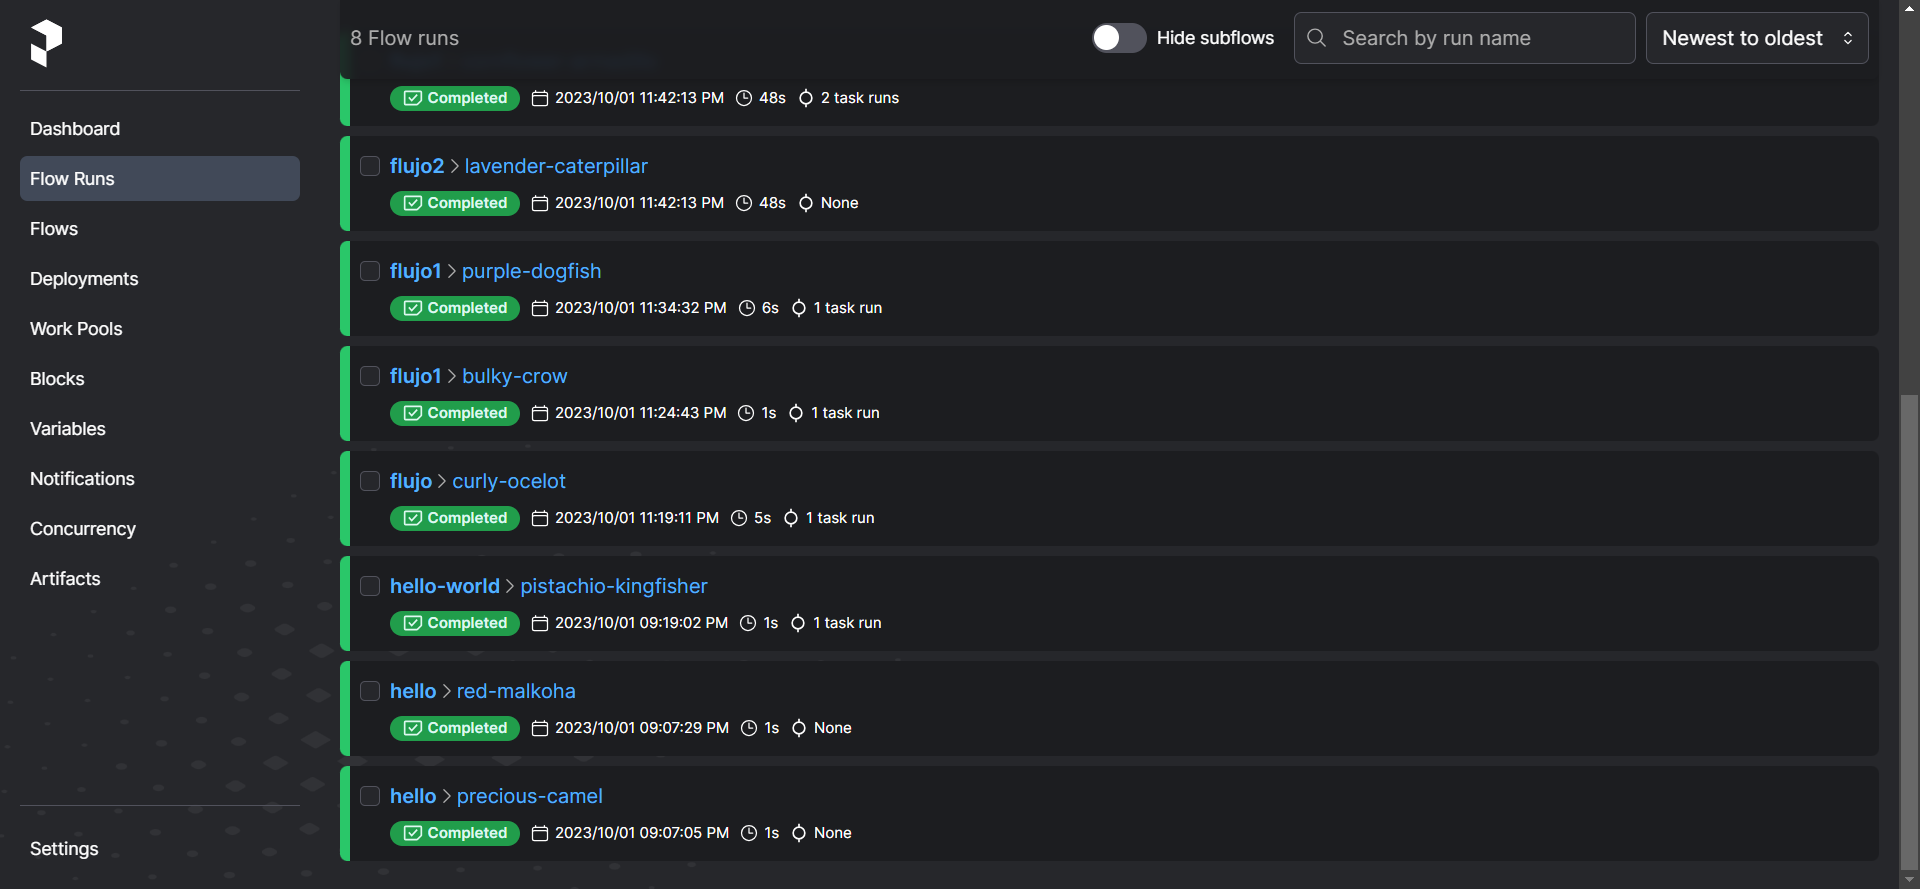 8 Flow runs
Hide subflows
Search by run name
Newest to oldest
Dashboard
Flow Runs
Flows
Deployments
Work Pools
Blocks
Variables
Notifications
Concurrency
Artifacts
Settings
Completed 2023/10/01 11:42:13 PM 48s 2 task runs
flujo2 > lavender-caterpillar
Completed 2023/10/01 11:42:13 PM 48s None
flujo1 > purple-dogfish
Completed 2023/10/01 11:34:32 PM 6s 1 task run
flujo1 > bulky-crow
Completed 2023/10/01 11:24:43 PM 1s 1 task run
flujo > curly-ocelot
Completed 2023/10/01 11:19:11 PM 5s 1 task run
hello-world > pistachio-kingfisher
Completed 2023/10/01 09:19:02 PM 1s 1 task run
hello > red-malkoha
Completed 2023/10/01 09:07:29 PM 1s None
hello > precious-camel
Completed 2023/10/01 09:07:05 PM 1s None